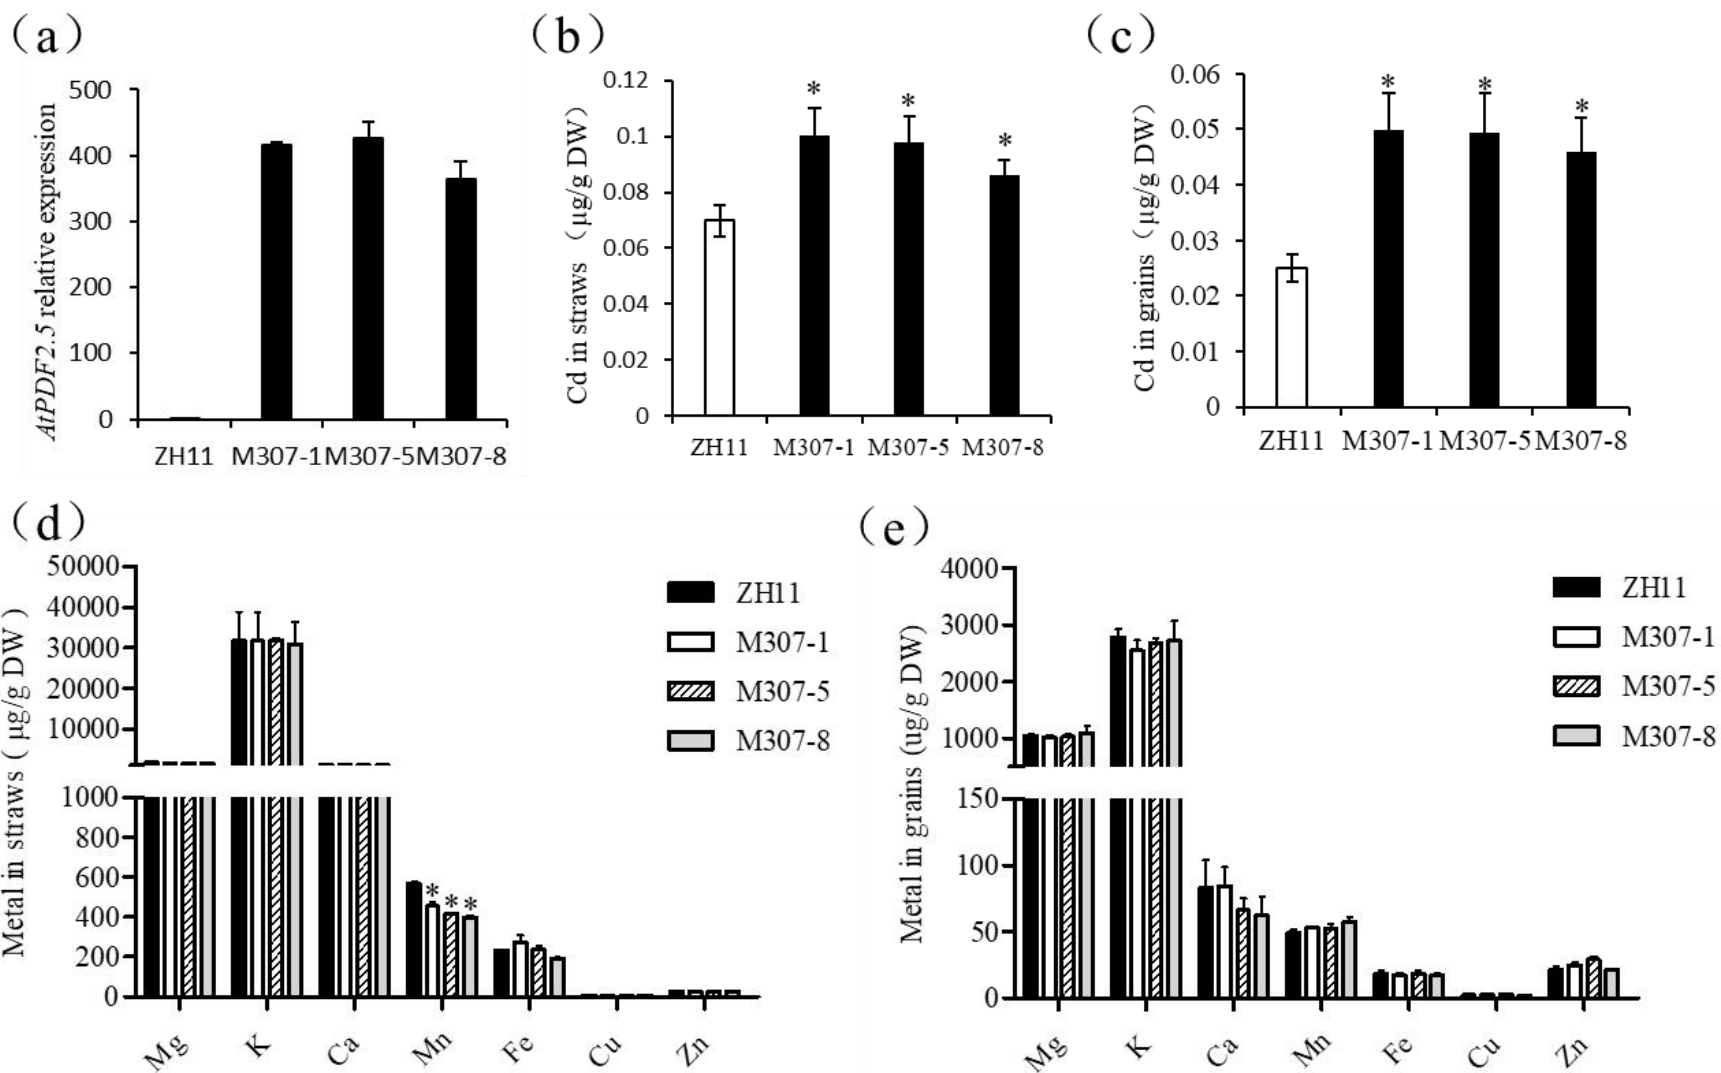 （a）
AtPDF2.5 relative expression
500
400
300
200
100
0
ZH11 M307-1 M307-5 M307-8
（b）
Cd in straws （μg/g DW）
0.12
0.1
0.08
0.06
0.04
0.02
0
* * *
ZH11 M307-1 M307-5 M307-8
（c）
Cd in grains （μg/g DW）
0.06
0.05
0.04
0.03
0.02
0.01
0
* * *
ZH11 M307-1 M307-5 M307-8
（d）
Metal in straws （ μg/g DW ）
50000
40000
30000
20000
10000
1000
800
600
400
200
0
* * *
Mg K Ca Mn Fe Cu Zn
ZH11
M307-1
M307-5
M307-8
（e）
Metal in grains (ug/g DW)
4000
3000
2000
1000
150
100
50
0
Mg K Ca Mn Fe Cu Zn
ZH11
M307-1
M307-5
M307-8